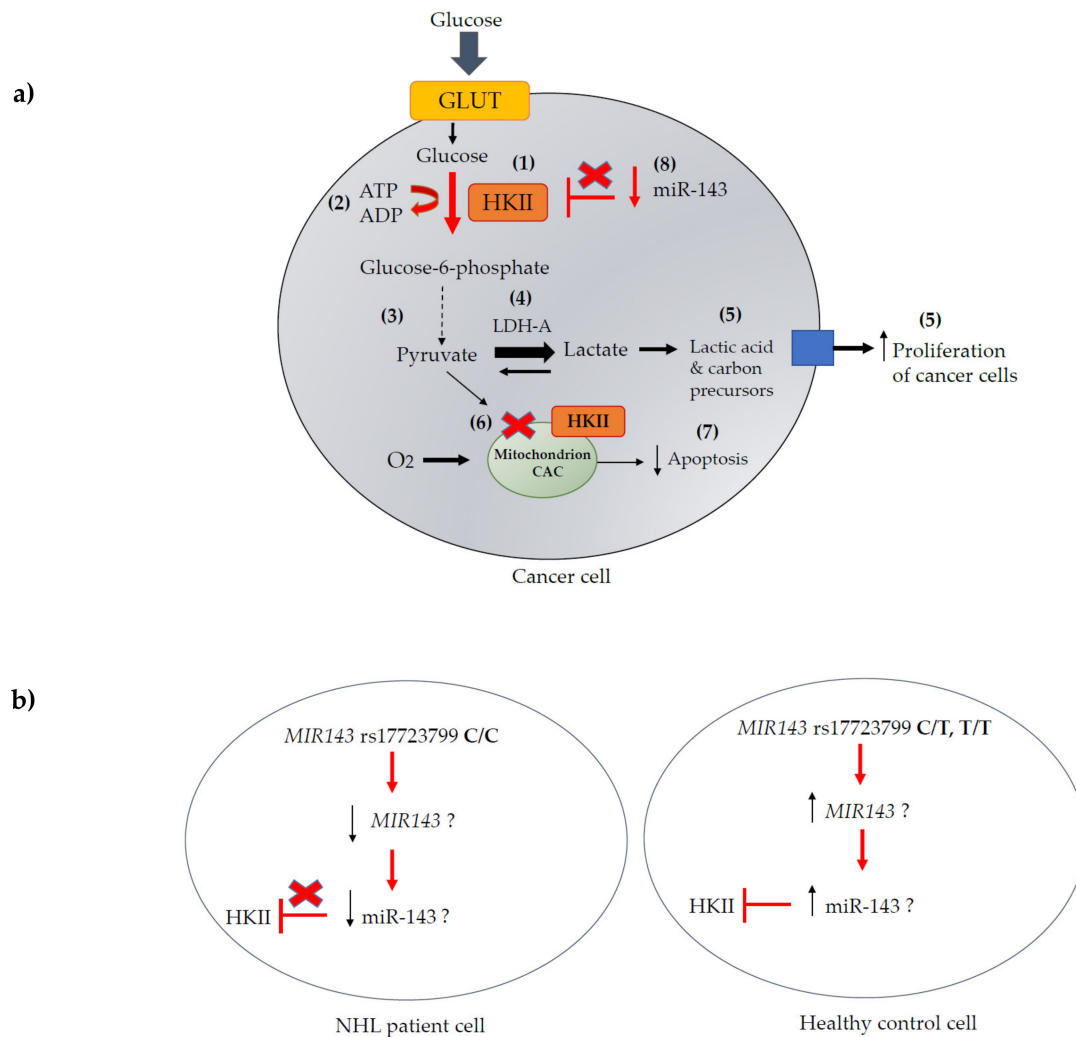 Glucose
a)
GLUT
Glucose
(1)
(8)
miR-143
(2)
ATP
ADP
HKII
Glucose-6-phosphate
(3)
(4)
LDH-A
Pyruvate
Lactate
(5)
Lactic acid
& carbon
precursors
(5)
Proliferation
of cancer cells
(6)
HKII
O2
Mitochondrion
CAC
(7)
Apoptosis
Cancer cell
b)
MIR143 rs17723799 C/C
MIR143 ?
HKII
miR-143 ?
NHL patient cell
MIR143 rs17723799 C/T, T/T
MIR143 ?
HKII
miR-143 ?
Healthy control cell